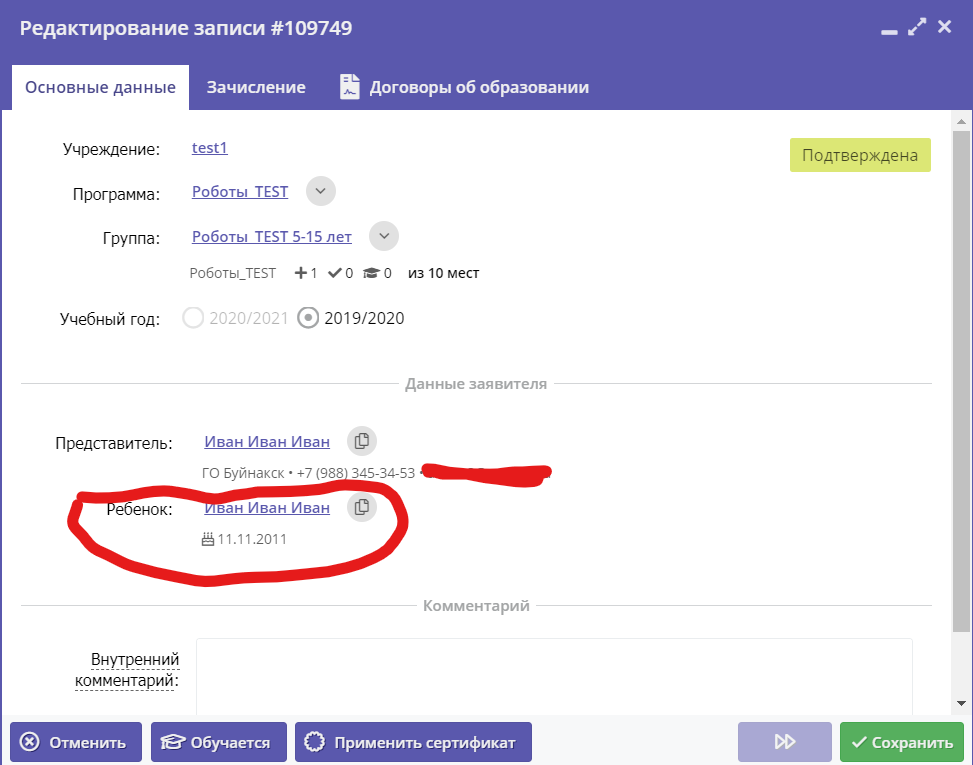 Редактирование записи #109749
Основные данные Зачисление Договоры об образовании
Учреждение: test1
Подтверждена
Программа: Роботы_TEST
Группа: Роботы_TEST 5-15 лет
Роботы_TEST +1 0 0 из 10 мест
Учебный год: 2020/2021 2019/2020
Данные заявителя
Представитель: Иван Иван Иван
ГО Буйнакск • +7 (988) 345-34-53 •
Ребенок: Иван Иван Иван
11.11.2011
Комментарий
Внутренний
комментарий:
Отменить Обучается Применить сертификат Сохранить